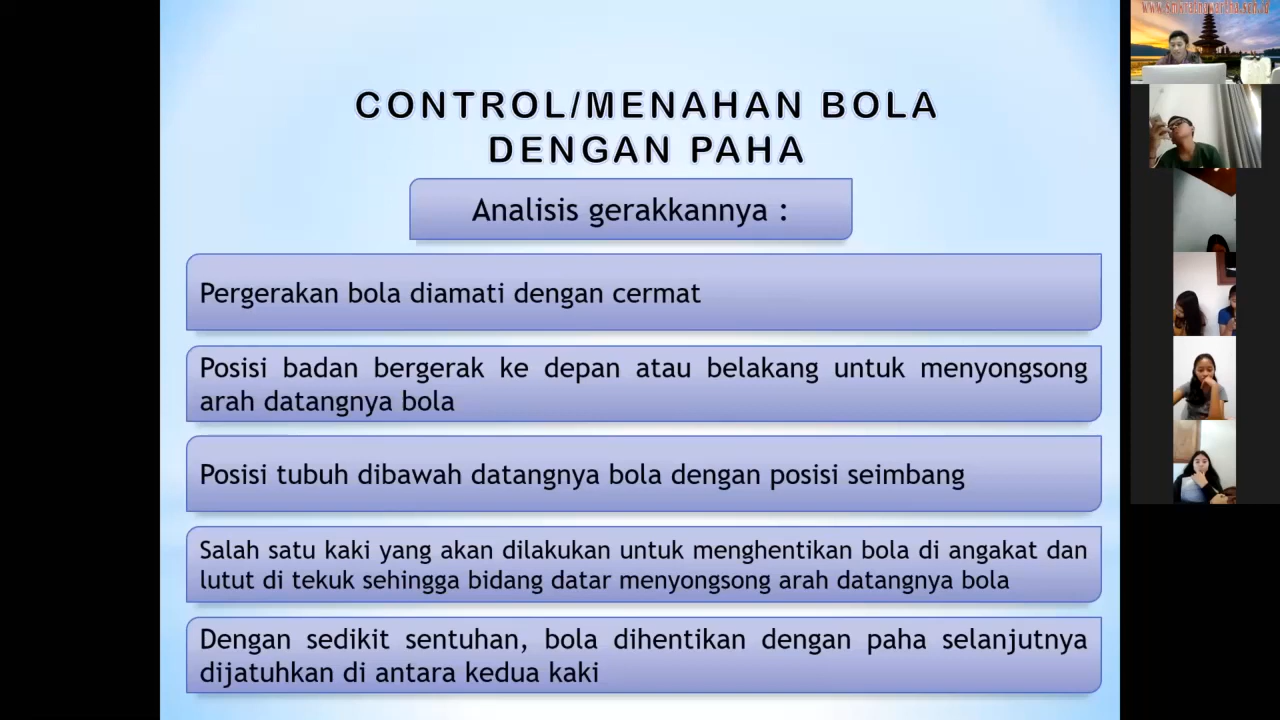 CONTROL/MENAHAN BOLA
DENGAN PAHA
Analisis gerakkannya :
Pergerakan bola diamati dengan cermat
Posisi badan bergerak ke depan atau belakang untuk menyongsong
arah datangnya bola
Posisi tubuh dibawah datangnya bola dengan posisi seimbang
Salah satu kaki yang akan dilakukan untuk menghentikan bola di angakat dan
lutut di tekuk sehingga bidang datar menyongsong arah datangnya bola
Dengan sedikit sentuhan, bola dihentikan dengan paha selanjutnya
dijatuhkan di antara kedua kaki